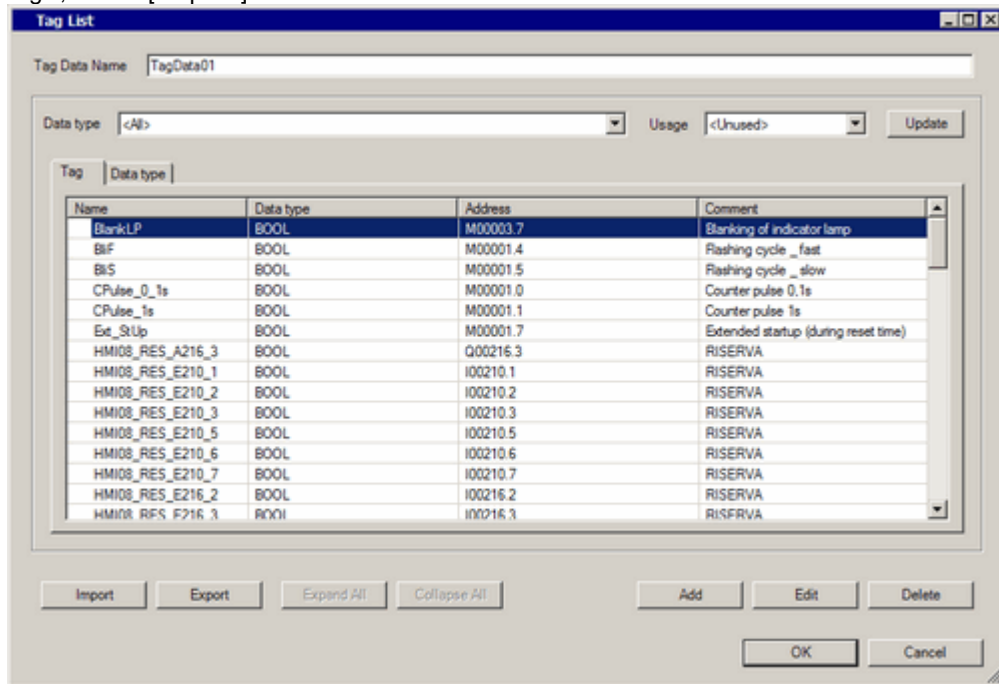 Tag List
Tag Data Name TagData01
Data type <All> Usage <Unused> Update
Tag Data type
Name Data type Address Comment
BlankLP BOOL M00003.7 Blanking of indicator lamp
BliF BOOL M00001.4 Flashing cycle _ fast
BliS BOOL M00001.5 Flashing cycle _ slow
CPulse_0_1s BOOL M00001.0 Counter pulse 0,1s
CPulse_1s BOOL M00001.1 Counter pulse 1s
Ext_StUp BOOL M00001.7 Extended startup (during reset time)
HMI08_RES_A216_3 BOOL Q00216.3 RISERVA
HMI08_RES_E210_1 BOOL I00210.1 RISERVA
HMI08_RES_E210_2 BOOL I00210.2 RISERVA
HMI08_RES_E210_3 BOOL I00210.3 RISERVA
HMI08_RES_E210_5 BOOL I00210.5 RISERVA
HMI08_RES_E210_6 BOOL I00210.6 RISERVA
HMI08_RES_E210_7 BOOL I00210.7 RISERVA
HMI08_RES_E216_2 BOOL I00216.2 RISERVA
HMI08_RES_E216_3 BOOL I00216.3 RISERVA
Import Export Expand All Collapse All Add Edit Delete
OK Cancel